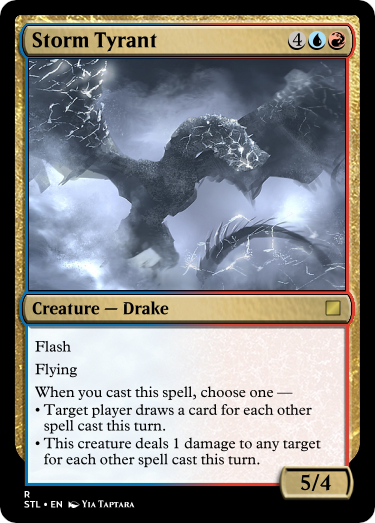 Storm Tyrant 4
Creature — Drake
Flash
Flying
When you cast this spell, choose one —
• Target player draws a card for each other
spell cast this turn.
• This creature deals 1 damage to any target
for each other spell cast this turn.
5/4
R
STL • EN Yia Taptara